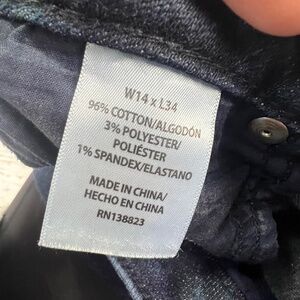 W14 x L34
96% COTTON/ALGODÓN
3% POLYESTER/
POLIÉSTER
1% SPANDEX/ELASTANO
MADE IN CHINA/
HECHO EN CHINA
RN138823